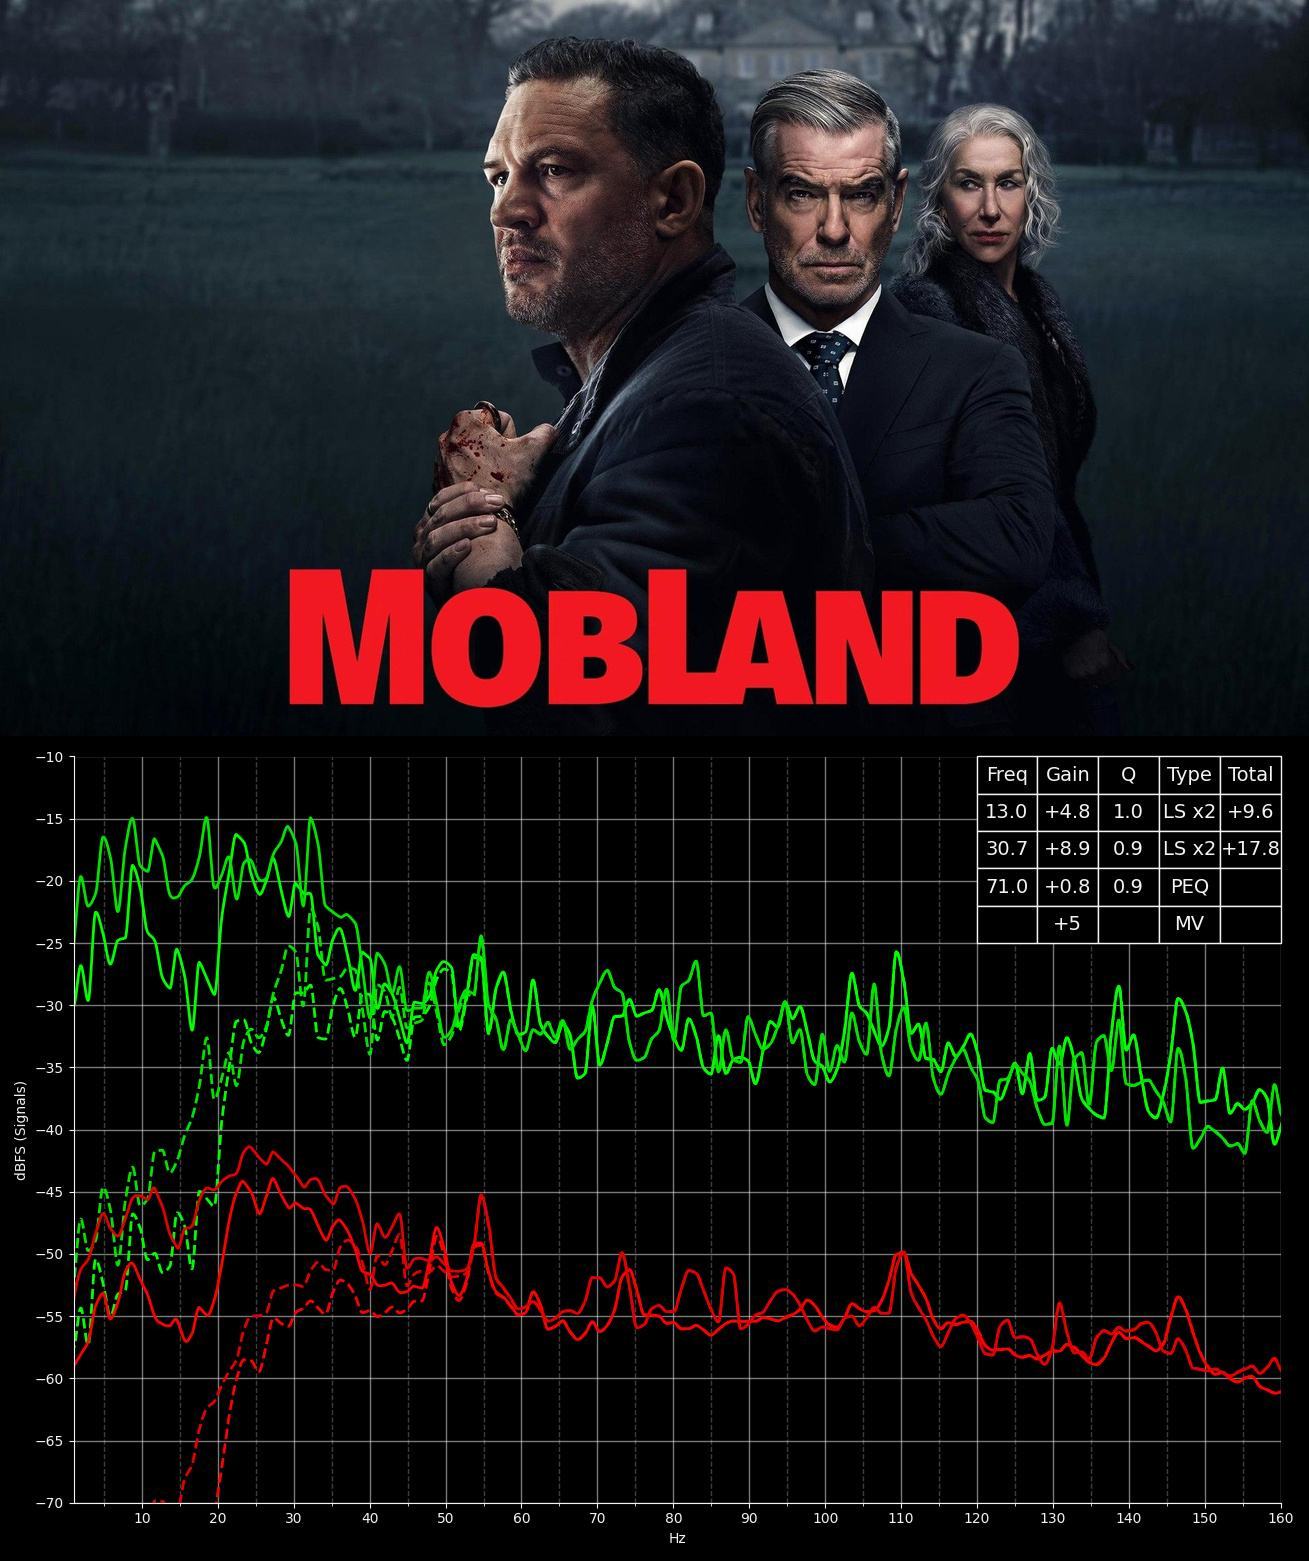 MOBLAND
Freq Gain Q Type Total
13.0 +4.8 1.0 LS x2 +9.6
30.7 +8.9 0.9 LS x2 +17.8
71.0 +0.8 0.9 PEQ
+5 MV
−10
−15
−20
−25
−30
−35
−40
−45
−50
−55
−60
−65
−70
dBFS (Signals)
10 20 30 40 50 60 70 80 90 100 110 120 130 140 150 160
Hz